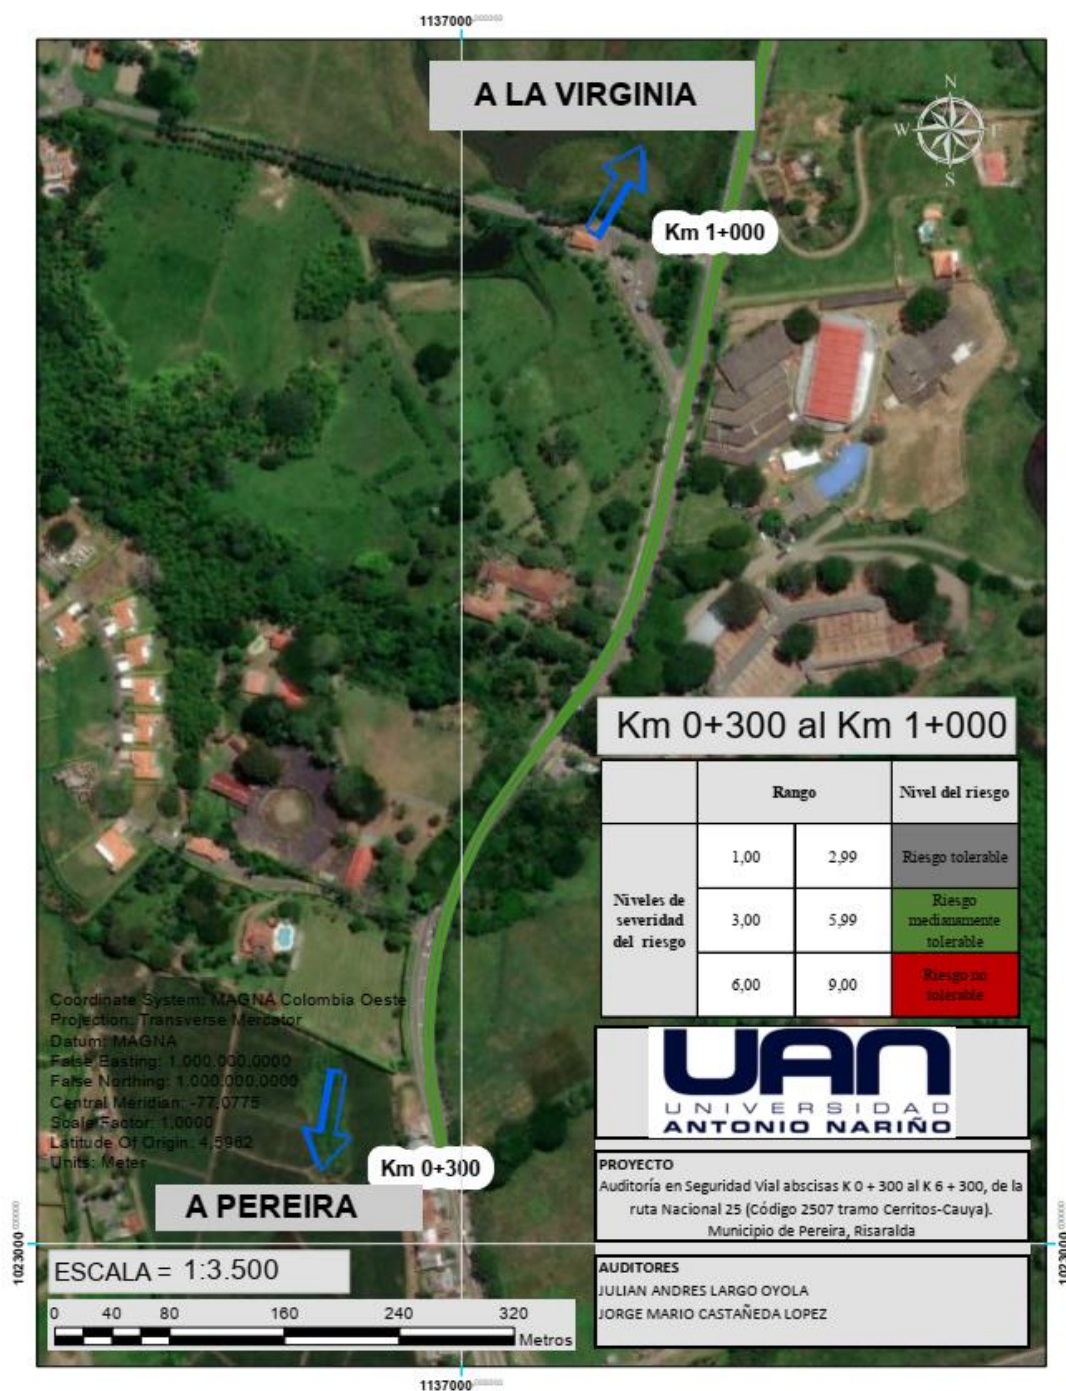 1137000
A LA VIRGINIA
N
W E
S
Km 1+000
Km 0+300 al Km 1+000
Rango
Nivel del riesgo
Niveles de
severidad
del riesgo
1,00 2,99 Riesgo tolerable
3,00 5,99 Riesgo
medianamente
tolerable
6,00 9,00 Riesgo no
tolerable
Coordinate System: MAGNA Colombia Oeste
Projection: Transverse Mercator
Datum: MAGNA
False Easting: 1.000.000,0000
False Northing: 1.000.000,0000
Central Meridian: -77,0775
Scale Factor: 1,0000
Latitude Of Origin: 4,5962
Units: Meter
UAN
UNIVERSIDAD
ANTONIO NARIÑO
Km 0+300
A PEREIRA
PROYECTO
Auditoría en Seguridad Vial abscisas K 0 + 300 al K 6 + 300, de la
ruta Nacional 25 (Código 2507 tramo Cerritos-Cauya).
Municipio de Pereira, Risaralda
1023000
1023000
ESCALA = 1:3.500
AUDITORES
JULIAN ANDRES LARGO OYOLA
JORGE MARIO CASTAÑEDA LOPEZ
0 40 80 160 240 320
Metros
1137000